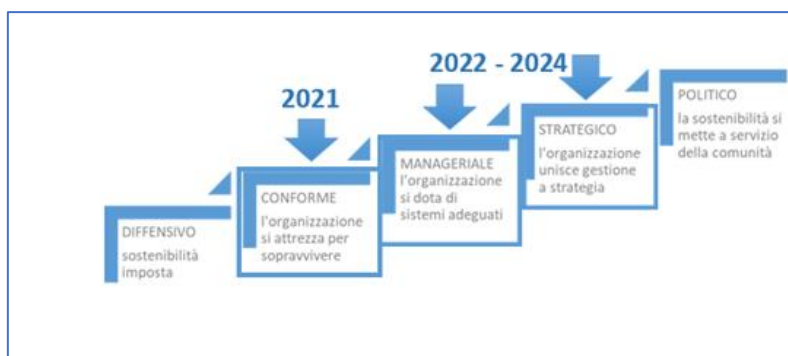 2021
2022 - 2024
DIFFENSIVO
sostenibilità
imposta
CONFORME
l'organizzazione
si attrezza per
sopravvivere
MANAGERIALE
l'organizzazione
si dota di
sistemi adeguati
STRATEGICO
l'organizzazione
unisce gestione
a strategia
POLITICO
la sostenibilità si
mette a servizio
della comunità